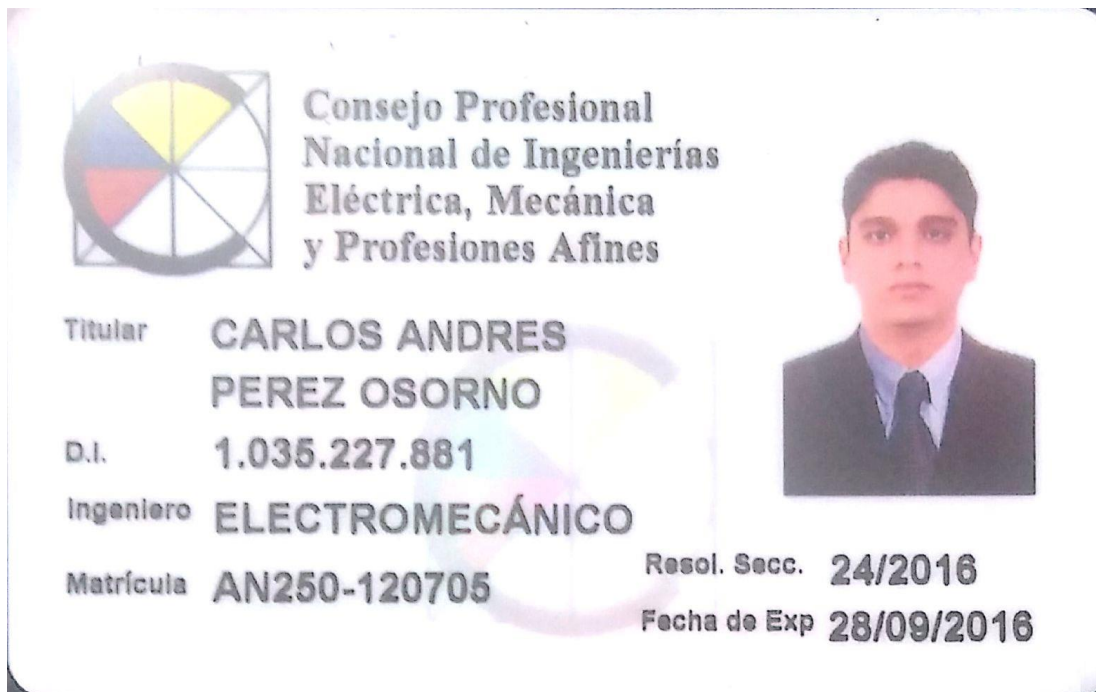 Consejo Profesional
Nacional de Ingenierías
Eléctrica, Mecánica
y Profesiones Afines
Titular CARLOS ANDRES
PEREZ OSORNO
D.I. 1.035.227.881
Ingeniero ELECTROMECÁNICO
Matrícula AN250-120705
Resol. Secc. 24/2016
Fecha de Exp 28/09/2016